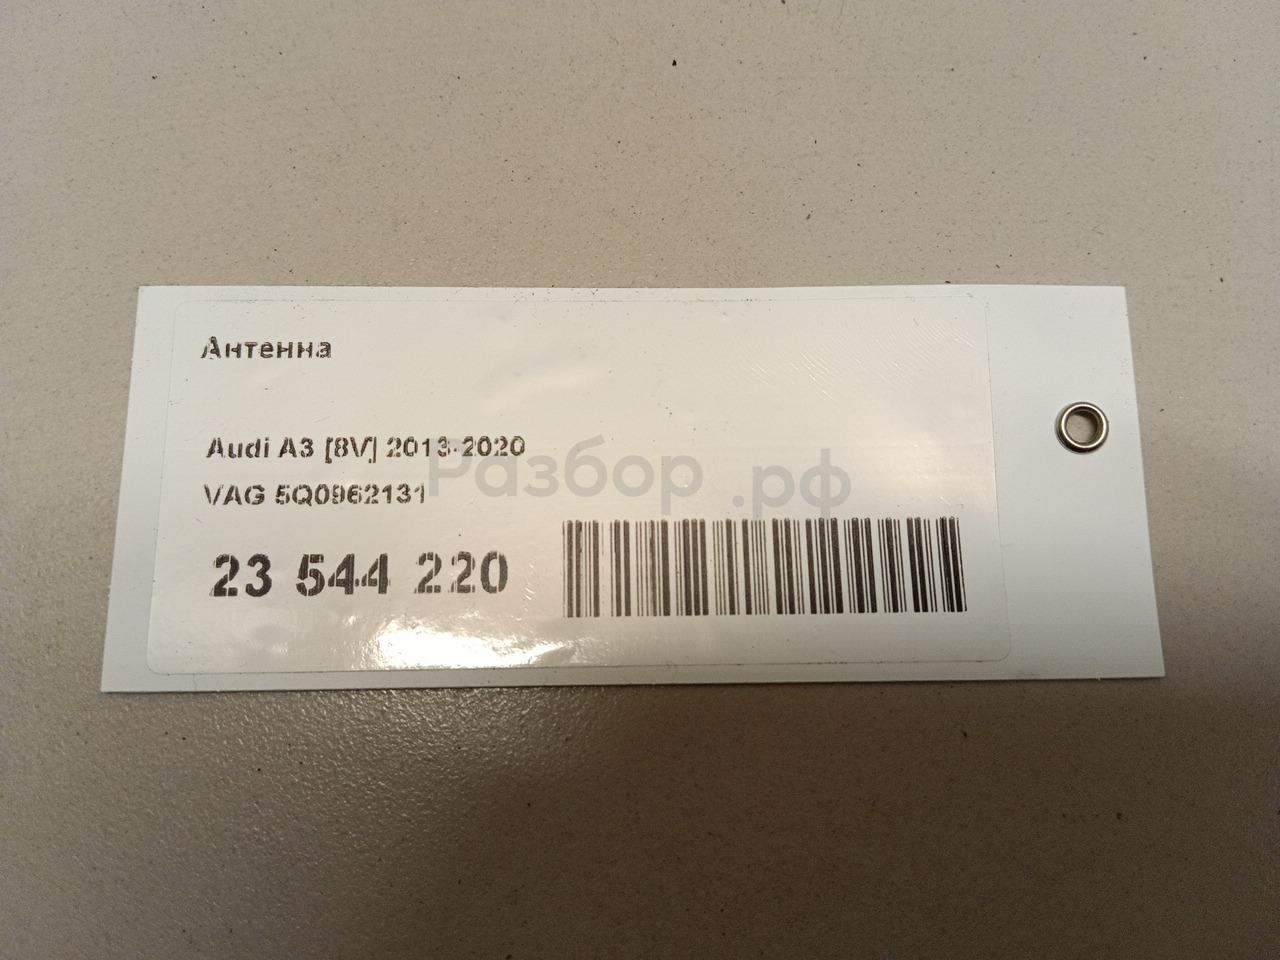 Антенна
Audi A3 [8V] 2013-2020
VAG 5Q0962131
Разбор.рф
23 544 220